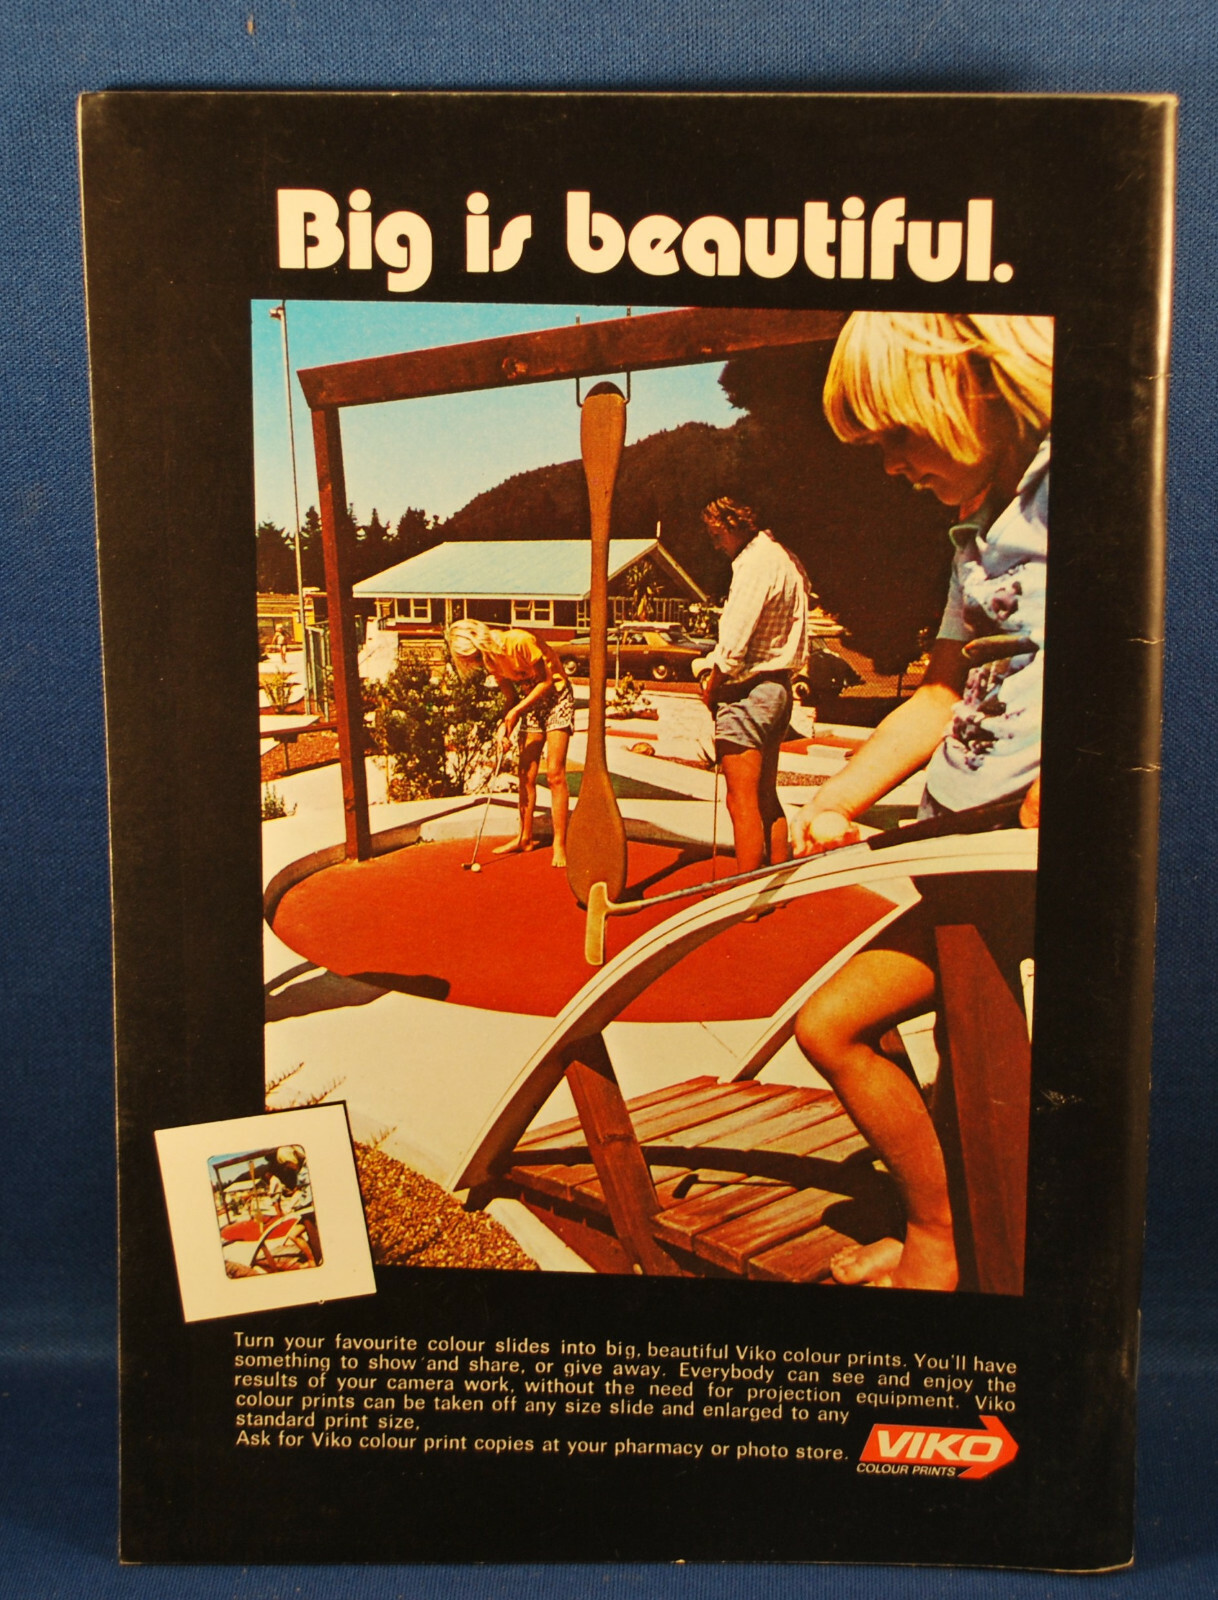 Big is beautiful.
Turn your favourite colour slides into big, beautiful Viko colour prints. You'll have
something to show and share, or give away. Everybody can see and enjoy the
results of your camera work, without the need for projection equipment. Viko
colour prints can be taken off any size slide and enlarged to any
standard print size.
Ask for Viko colour print copies at your pharmacy or photo store.
VIKO
COLOUR PRINTS